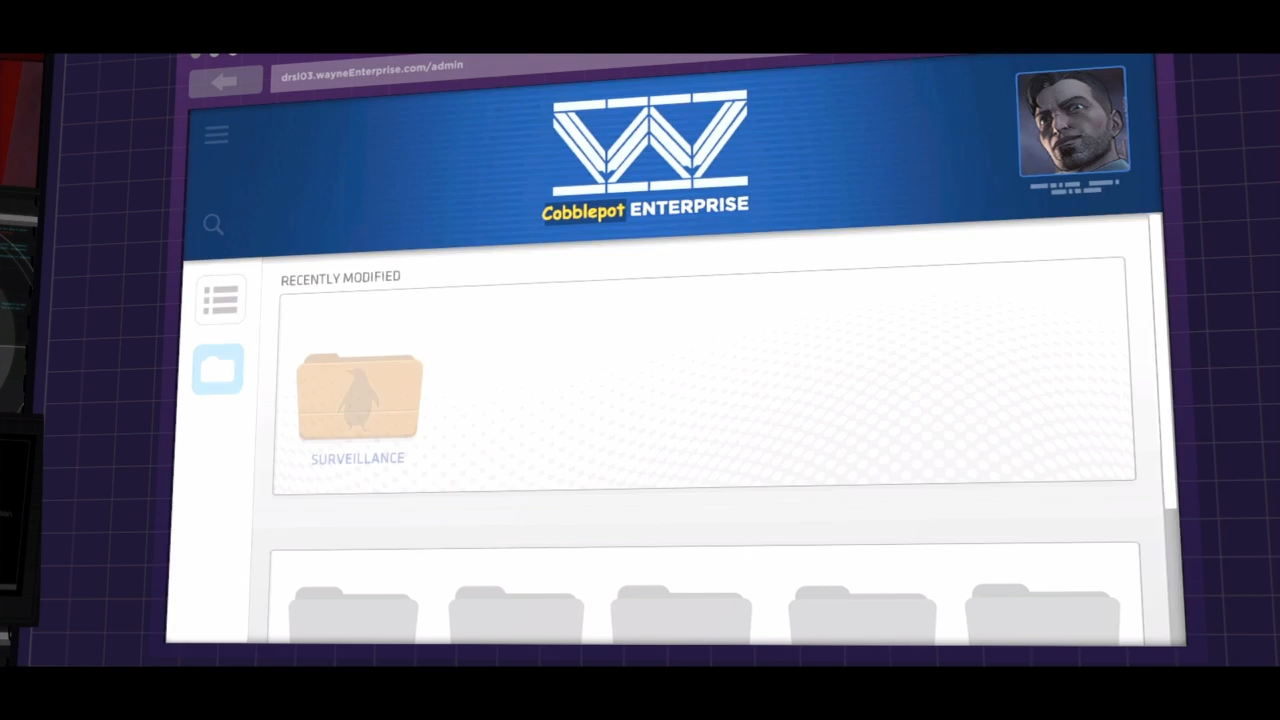 drsl03.wayneEnterprise.com/admin
Cobblepot ENTERPRISE
RECENTLY MODIFIED
SURVEILLANCE